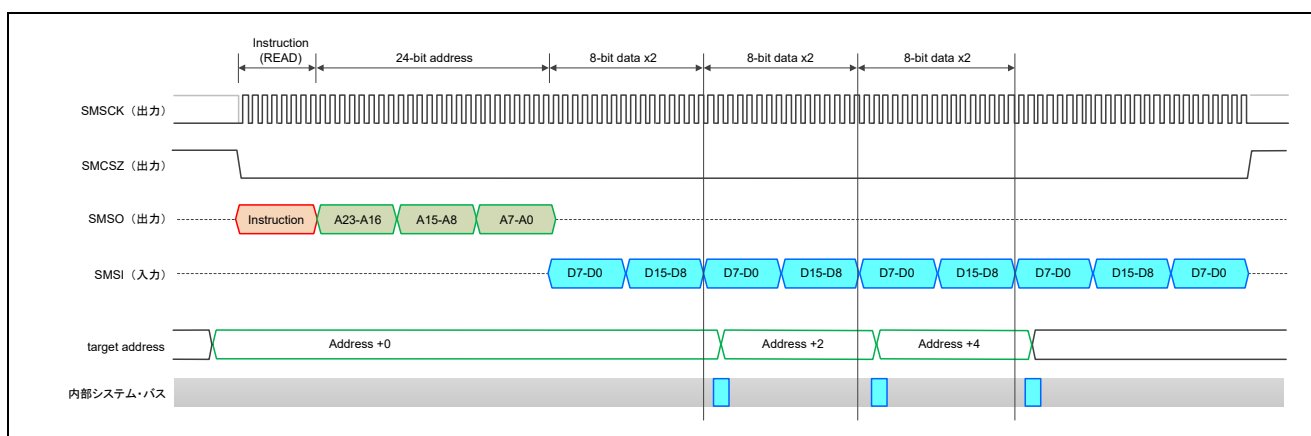 Instruction
(READ)
24-bit address
8-bit data x2
8-bit data x2
8-bit data x2
SMSCK（出力）
SMCSZ（出力）
SMSO（出力）
Instruction
A23-A16
A15-A8
A7-A0
SMSI（入力）
D7-D0
D15-D8
D7-D0
D15-D8
D7-D0
D15-D8
D7-D0
D15-D8
D7-D0
target address
Address +0
Address +2
Address +4
内部システム・バス